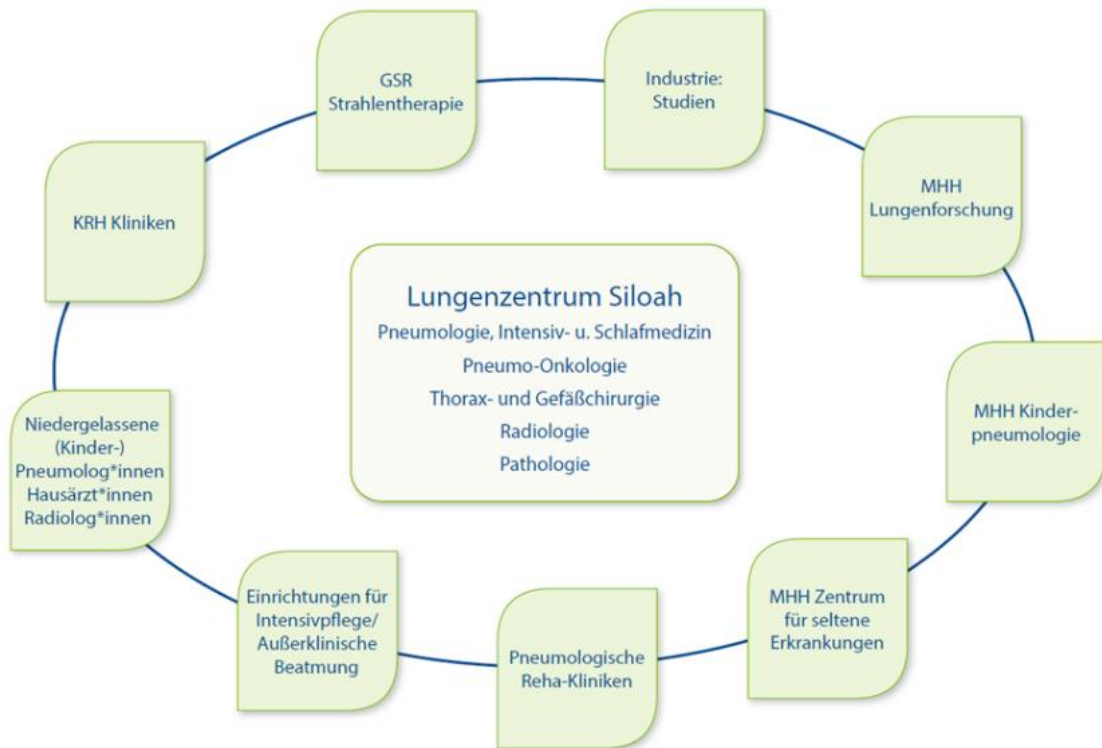 GSR
Strahlentherapie
Industrie:
Studien
KRH Kliniken
MHH
Lungenforschung
Lungenzentrum Siloah
Pneumologie, Intensiv- u. Schlafmedizin
Pneumo-Onkologie
Thorax- und Gefäßchirurgie
Radiologie
Pathologie
Niedergelassene
(Kinder-)
Pneumolog*innen
Hausärzt*innen
Radiolog*innen
MHH Kinder-
pneumologie
Einrichtungen für
Intensivpflege/
Außerklinische
Beatmung
Pneumologische
Reha-Kliniken
MHH Zentrum
für seltene
Erkrankungen